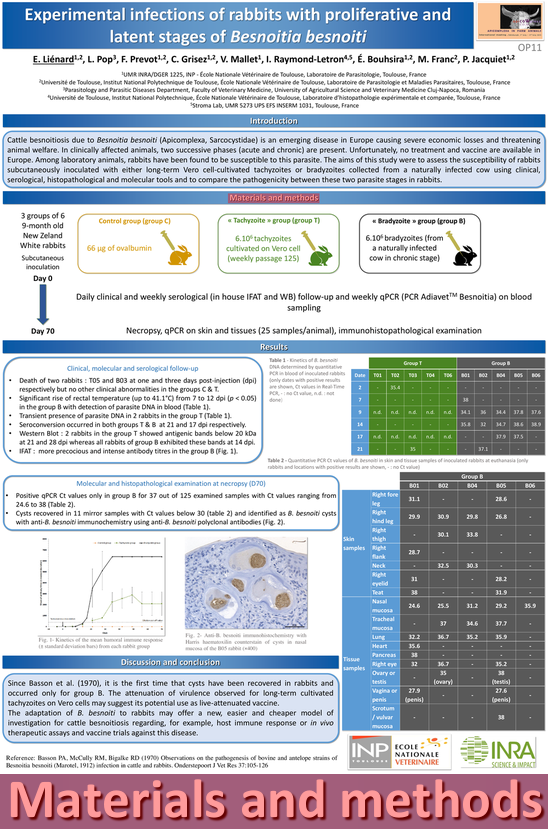 Experimental infections of rabbits with proliferative and
latent stages of Besnoitia besnoiti
OP11
E. Liénard1,2, L. Pop3, F. Prevot1,2, C. Grisez1,2, V. Mallet1, I. Raymond-Letron4,5, É. Bouhsira1,2, M. Franc2, P. Jacquiet1,2
1UMR INRA/DGER 1225, INP - École Nationale Vétérinaire de Toulouse, Laboratoire de Parasitologie, Toulouse, France
2Université de Toulouse, Institut National Polytechnique de Toulouse, École Nationale Vétérinaire de Toulouse, Laboratoire de Parasitologie et Maladies Parasitaires, Toulouse, France
3Parasitology and Parasitic Diseases Department, Faculty of Veterinary Medicine, University of Agricultural Science and Veterinary Medicine Cluj-Napoca, Romania
4Université de Toulouse, Institut National Polytechnique, École Nationale Vétérinaire de Toulouse, Laboratoire d'histopathologie expérimentale et comparée, Toulouse, France
5Stroma Lab, UMR 5273 UPS EFS INSERM 1031, Toulouse, France
Introduction
Cattle besnoitiosis due to Besnoitia besnoiti (Apicomplexa, Sarcocystidae) is an emerging disease in Europe causing severe economic losses and threatening
animal welfare. In clinically affected animals, two successive phases (acute and chronic) are present. Unfortunately, no treatment and vaccine are available in
Europe. Among laboratory animals, rabbits have been found to be susceptible to this parasite. The aims of this study were to assess the susceptibility of rabbits
subcutaneously inoculated with either long-term Vero cell-cultivated tachyzoites or bradyzoites collected from a naturally infected cow using clinical,
serological, histopathological and molecular tools and to compare the pathogenicity between these two parasite stages in rabbits.
Materials and methods
3 groups of 6
9-month old
New Zeland
White rabbits
Subcutaneous
inoculation
Day 0
Day 70
Control group (group C)
66 µg of ovalbumin
« Tachyzoite » group (group T)
6.10⁶ tachyzoites
cultivated on Vero cell
(weekly passage 125)
« Bradyzoite » group (group B)
6.10⁶ bradyzoites (from
a naturally infected
cow in chronic stage)
Daily clinical and weekly serological (in house IFAT and WB) follow-up and weekly qPCR (PCR AdiavetTM Besnoitia) on blood
sampling
Necropsy, qPCR on skin and tissues (25 samples/animal), immunohistopathological examination
Results
Clinical, molecular and serological follow-up
• Death of two rabbits : T05 and B03 at one and three days post-injection (dpi)
respectively but no other clinical abnormalities in the groups C & T.
• Significant rise of rectal temperature (up to 41.1°C) from 7 to 12 dpi (p < 0.05)
in the group B with detection of parasite DNA in blood (Table 1).
• Transient presence of parasite DNA in 2 rabbits in the group T (Table 1).
• Seroconversion occurred in both groups T & B at 21 and 17 dpi respectively.
• Western Blot : 2 rabbits in the group T showed antigenic bands below 20 kDa
at 21 and 28 dpi whereas all rabbits of group B exhibited these bands at 14 dpi.
• IFAT : more precocious and intense antibody titres in the group B (Fig. 1).
Table 1 - Kinetics of B. besnoiti
DNA determined by quantitative
PCR in blood of inoculated rabbits
(only dates with positive results
are shown, Ct values in Real-Time
PCR, - : no Ct value, n.d. : not
done)
Group T Group B
Date T01 T02 T03 T04 T06 B01 B02 B04 B05 B06
2 - 35.4 - - - - - - - -
7 - - - - - 38 - - - -
9 n.d. n.d. n.d. n.d. n.d. 34.1 36 34.4 37.8 37.6
14 - - - - - 35.8 32 34.7 38.6 38.9
17 n.d. n.d. n.d. n.d. n.d. - - 37.9 37.5 -
21 - - 35 - - - 37.1 - - -
Table 2 - Quantitative PCR Ct values of B. besnoiti in skin and tissue samples of inoculated rabbits at euthanasia (only
rabbits and locations with positive results are shown, - : no Ct value)
Molecular and histopathological examination at necropsy (D70)
• Positive qPCR Ct values only in group B for 37 out of 125 examined samples with Ct values ranging from
24.6 to 38 (Table 2).
• Cysts recovered in 11 mirror samples with Ct values below 30 (table 2) and identified as B. besnoiti cysts
with anti-B. besnoiti immunochemistry using anti-B. besnoiti polyclonal antibodies (Fig. 2).
Group B
B01 B02 B04 B05 B06
Skin
samples
Right fore
leg 31.1 - - 28.6 -
Right
hind leg 29.9 30.9 29.8 26.8 -
Right
thigh - 30.1 33.8 - -
Right
flank 28.7 - - - -
Neck - 32.5 30.3 - -
Right
eyelid 31 - - 28.2 -
Teat 38 - - 31.9 -
Tissue
samples
Nasal
mucosa 24.6 25.5 31.2 29.2 35.9
Tracheal
mucosa - 37 34.6 37.7 -
Lung 32.2 36.7 35.2 35.9 -
Heart 35.6 - - - -
Pancreas 38 - - - -
Right eye 32 36.7 - 35.2 -
Ovary or
testis - 35
(ovary) - 38
(testis) -
Vagina or
penis 27.9
(penis) - - 27.6
(penis) -
Scrotum
/ vulvar
mucosa - - - 38 -
Fig. 1- Kinetics of the mean humoral immune response
(± standard deviation bars) from each rabbit group
Fig. 2- Anti-B. besnoiti immunohistochemistry with
Harris haematoxilin counterstain of cysts in nasal
mucosa of the B05 rabbit (×400)
Discussion and conclusion
Since Basson et al. (1970), it is the first time that cysts have been recovered in rabbits and
occurred only for group B. The attenuation of virulence observed for long-term cultivated
tachyzoites on Vero cells may suggest its potential use as live-attenuated vaccine.
The adaptation of B. besnoiti to rabbits may offer a new, easier and cheaper model of
investigation for cattle besnoitiosis regarding, for example, host immune response or in vivo
therapeutic assays and vaccine trials against this disease.
INP
TOULOUSE
ECOLE
NATIONALE
VETERINAIRE
INRA
SCIENCE & IMPACT
Reference: Basson PA, McCully RM, Bigalke RD (1970) Observations on the pathogenesis of bovine and antelope strains of
Besnoitia besnoiti (Marotel, 1912) infection in cattle and rabbits. Onderstepoort J Vet Res 37:105-126
Materials and methods